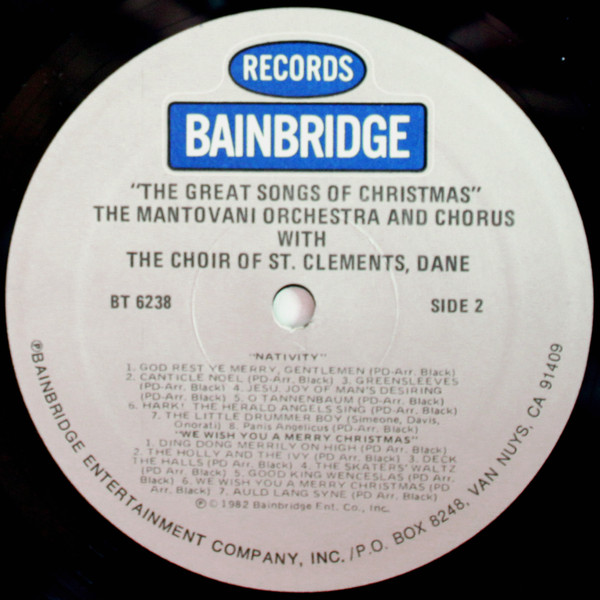 RECORDS
BAINBRIDGE
"THE GREAT SONGS OF CHRISTMAS"
THE MANTOVANI ORCHESTRA AND CHORUS
WITH
THE CHOIR OF ST. CLEMENTS, DANE
BT 6238
SIDE 2
"NATIVITY"
1. GOD REST YE MERRY, GENTLEMEN (PD-Arr. Black)
2. CANTICLE NOEL (PD-Arr. Black) 3. GREENSLEEVES
(PD-Arr. Black) 4. JESU, JOY OF MAN'S DESIRING
(PD-Arr. Black) 5. O TANNENBAUM (PD-Arr. Black)
6. HARK! THE HERALD ANGELS SING (PD-Arr. Black)
7. THE LITTLE DRUMMER BOY (Simeone, Davis,
Onorati) 8. Panis Angelicus (PD-Arr. Black)
"WE WISH YOU A MERRY CHRISTMAS"
1. DING DONG MERRILY ON HIGH (PD Arr. Black)
2. THE HOLLY AND THE IVY (PD Arr. Black) 3. DECK
THE HALLS (PD Arr. Black) 4. THE SKATERS' WALTZ
(PD Arr. Black) 5. GOOD KING WENCESLAS (PD Arr.
Black) 6. WE WISH YOU A MERRY CHRISTMAS (PD
Arr. Black) 7. AULD LANG SYNE (PD Arr. Black)
℗ © 1982 Bainbridge Ent. Co., Inc.
℗BAINBRIDGE ENTERTAINMENT COMPANY, INC./P.O. BOX 8248, VAN NUYS, CA 91409